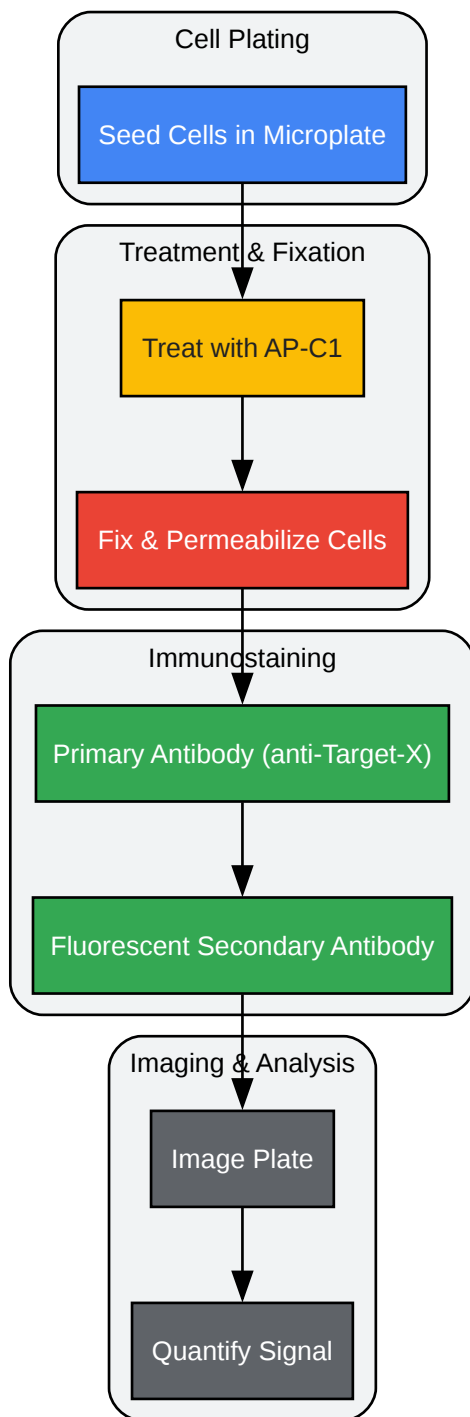 Cell Plating
Seed Cells in Microplate
Treatment & Fixation
Treat with AP-C1
Fix & Permeabilize Cells
Immunostaining
Primary Antibody (anti-Target-X)
Fluorescent Secondary Antibody
Imaging & Analysis
Image Plate
Quantify Signal